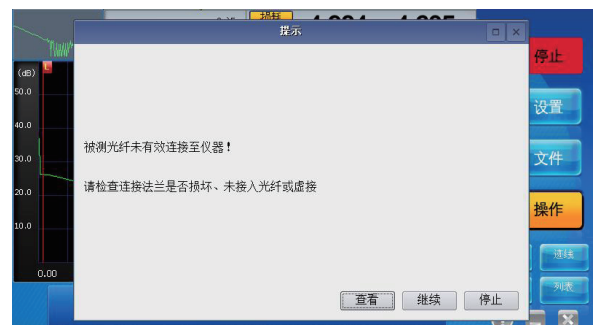 损耗
提示
停止
(dB)
L
50.0
设置
40.0
被测光纤未有效连接至仪器！
30.0
文件
请检查连接法兰是否损坏、未接入光纤或虚接
20.0
操作
10.0
连续
0.00
列表
查看
继续
停止